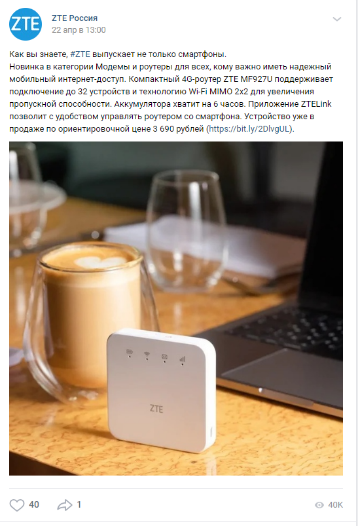 ZTE
ZTE Россия
22 апр в 13:00
Как вы знаете, #ZTE выпускает не только смартфоны.
Новинка в категории Модемы и роутеры для всех, кому важно иметь надежный
мобильный интернет-доступ. Компактный 4G-роутер ZTE MF927U поддерживает
подключение до 32 устройств и технологию Wi-Fi MIMO 2x2 для увеличения
пропускной способности. Аккумулятора хватит на 6 часов. Приложение ZTELink
позволит с удобством управлять роутером со смартфона. Устройство уже в
продаже по ориентировочной цене 3 690 рублей (https://bit.ly/2DlvgUL).
ZTE
40 1 40K